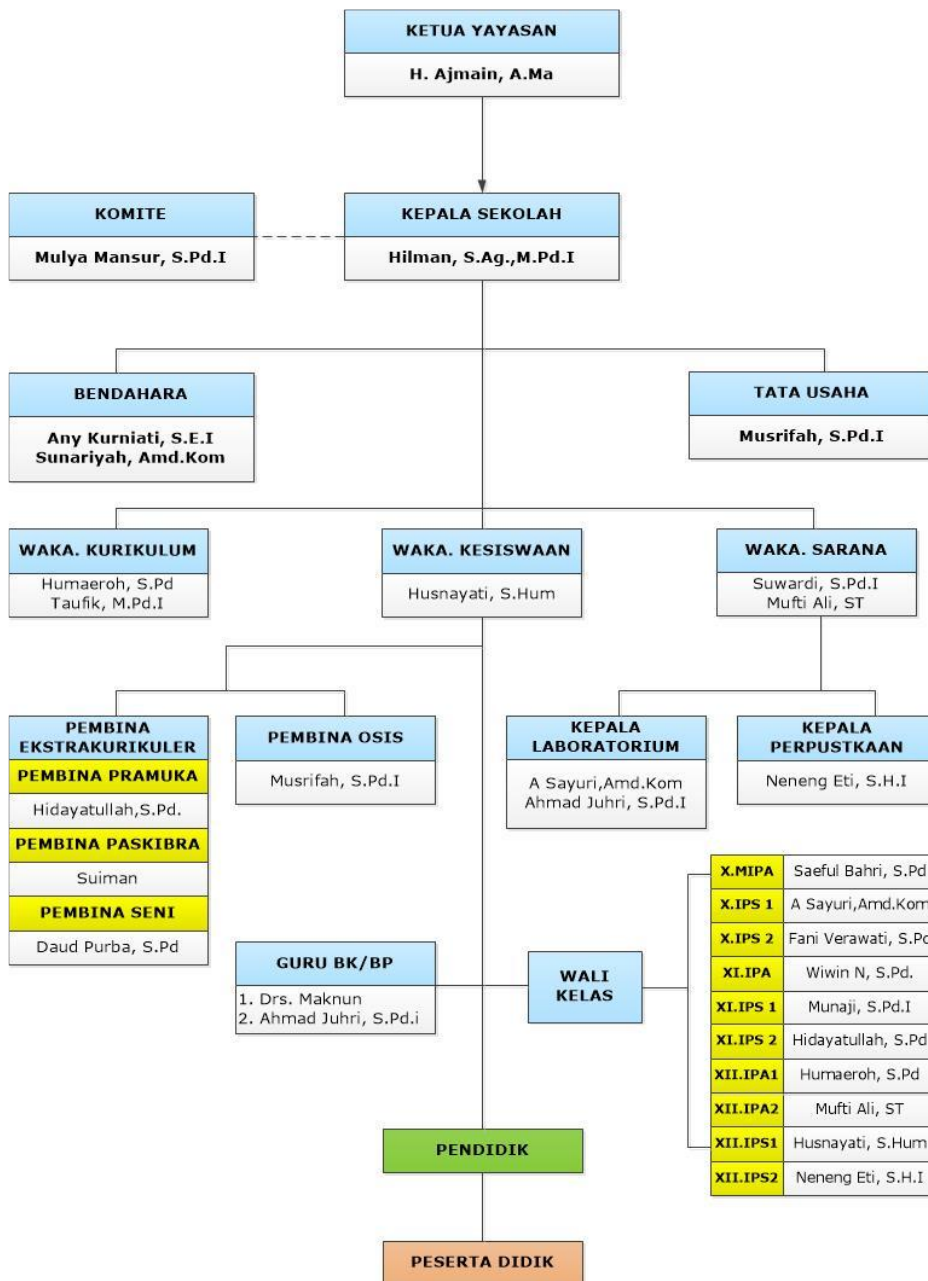 KETUA YAYASAN
H. Ajmain, A.Ma
KOMITE
Mulya Mansur, S.Pd.I
KEPALA SEKOLAH
Hilman, S.Ag.,M.Pd.I
BENDAHARA
Any Kurniati, S.E.I
Sunariyah, Amd.Kom
TATA USAHA
Musrifah, S.Pd.I
WAKA. KURIKULUM
Humaeroh, S.Pd
Taufik, M.Pd.I
WAKA. KESISWAAN
Husnayati, S.Hum
WAKA. SARANA
Suwardi, S.Pd.I
Mufti Ali, ST
PEMBINA
EKSTRAKURIKULER
PEMBINA PRAMUKA
Hidayatullah,S.Pd.
PEMBINA PASKIBRA
Suiman
PEMBINA SENI
Daud Purba, S.Pd
PEMBINA OSIS
Musrifah, S.Pd.I
KEPALA
LABORATORIUM
A Sayuri,Amd.Kom
Ahmad Juhri, S.Pd.I
KEPALA
PERPUSTKAAN
Neneng Eti, S.H.I
GURU BK/BP
1. Drs. Maknun
2. Ahmad Juhri, S.Pd.i
WALI
KELAS
X.MIPA Saeful Bahri, S.Pd
X.IPS 1 A Sayuri,Amd.Kom
X.IPS 2 Fani Verawati, S.Pd
XI.IPA Wiwin N, S.Pd.
XI.IPS 1 Munaji, S.Pd.I
XI.IPS 2 Hidayatullah, S.Pd
XII.IPA1 Humaeroh, S.Pd
XII.IPA2 Mufti Ali, ST
XII.IPS1 Husnayati, S.Hum
XII.IPS2 Neneng Eti, S.H.I
PENDIDIK
PESERTA DIDIK